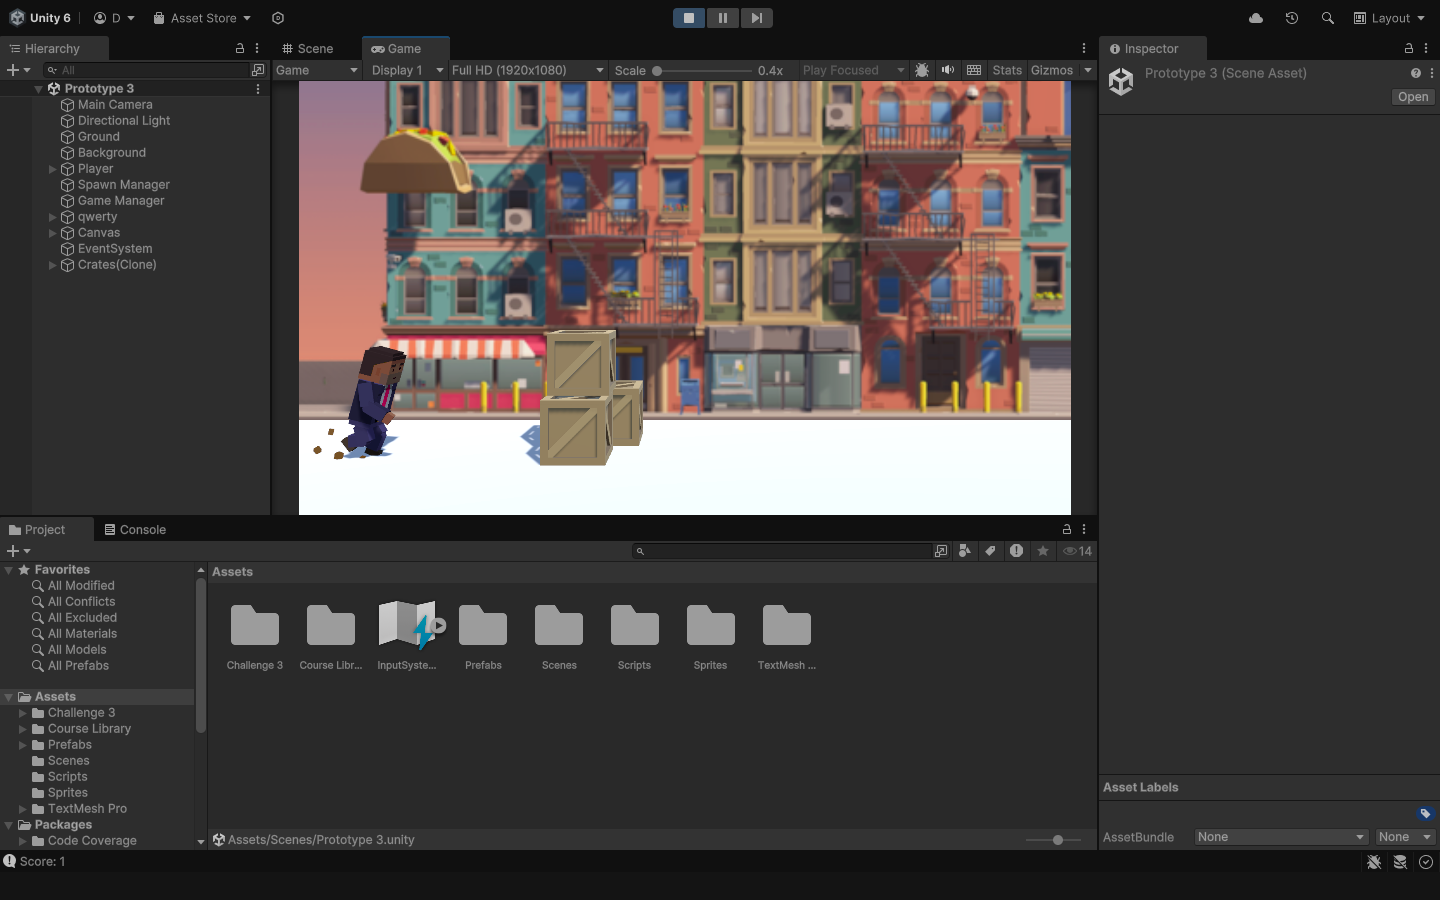 Unity 6 D Asset Store Layout
Hierarchy Scene Game Inspector
All Game Display 1 Full HD (1920x1080) Scale 0.4x Play Focused Stats Gizmos
Prototype 3 (Scene Asset)
Open
Prototype 3
Main Camera
Directional Light
Ground
Background
Player
Spawn Manager
Game Manager
qwerty
Canvas
EventSystem
Crates(Clone)
Project Console
14
Favorites
All Modified
All Conflicts
All Excluded
All Materials
All Models
All Prefabs
Assets
Challenge 3
Course Library
Prefabs
Scenes
Scripts
Sprites
TextMesh Pro
Packages
Code Coverage
Assets
Challenge 3 Course Libr... InputSyste... Prefabs Scenes Scripts Sprites TextMesh ...
Assets/Scenes/Prototype 3.unity
Asset Labels
AssetBundle None None
Score: 1